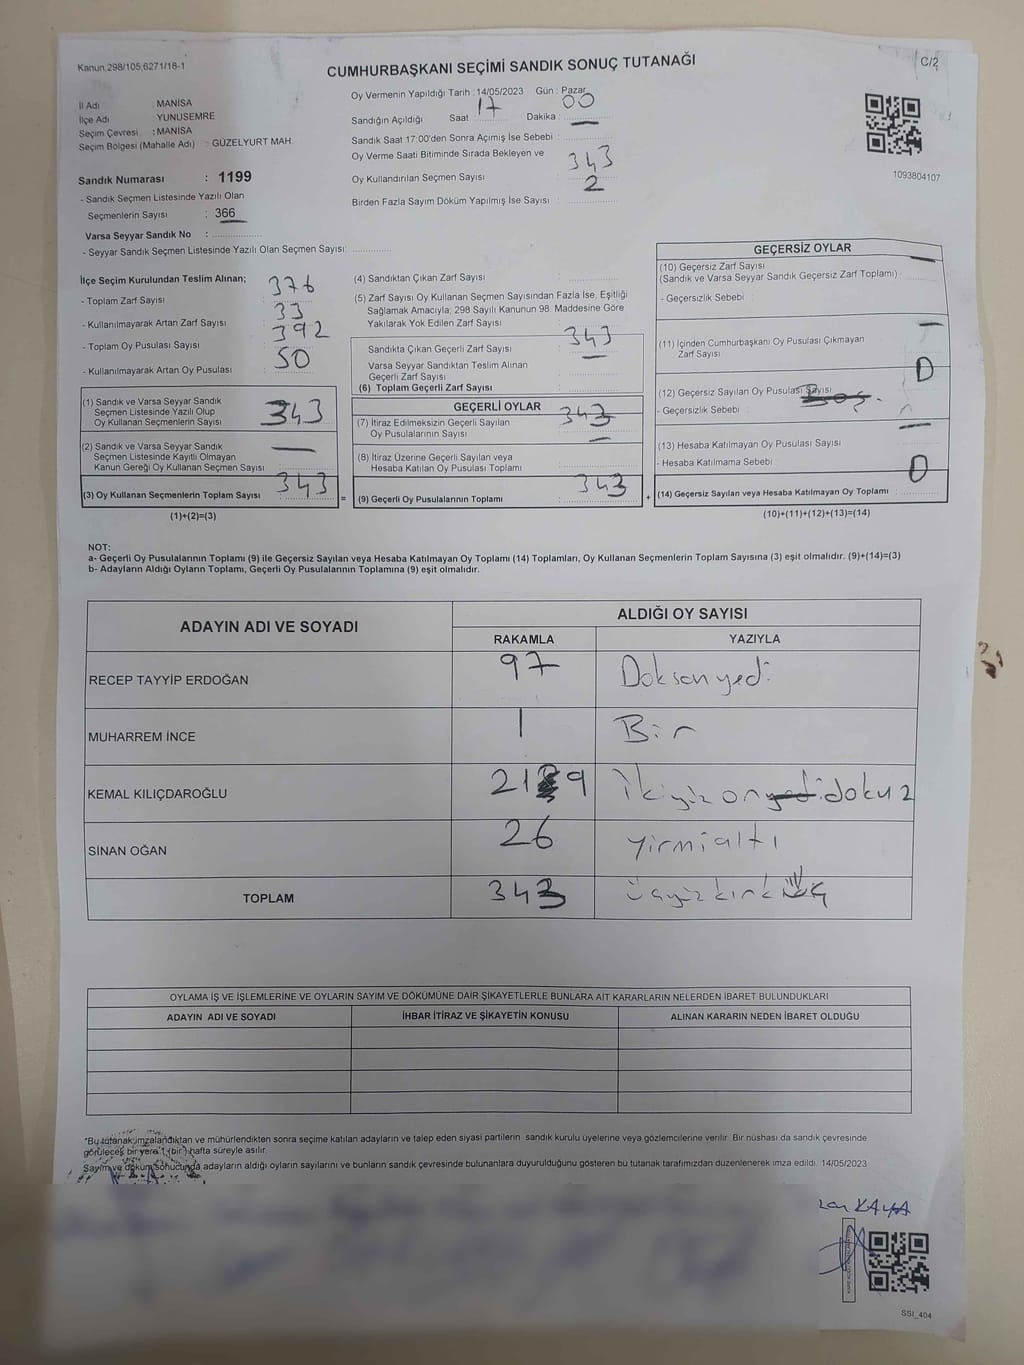 Kanun,298/105,6271/18-1
CUMHURBAŞKANI SEÇİMİ SANDIK SONUÇ TUTANAĞI
C/2
İl Adı : MANİSA
İlçe Adı YUNUSEMRE
Seçim Çevresi : MANİSA
Seçim Bölgesi (Mahalle Adı) : GÜZELYURT MAH.
Sandık Numarası : 1199
- Sandık Seçmen Listesinde Yazılı Olan
Seçmenlerin Sayısı : 366
Varsa Seyyar Sandık No :
- Seyyar Sandık Seçmen Listesinde Yazılı Olan Seçmen Sayısı:
Oy Vermenin Yapıldığı Tarih : 14/05/2023 Gün : Pazar
Sandığın Açıldığı Saat 17 Dakika : 00
Sandık Saat 17:00'den Sonra Açımış İse Sebebi : —
Oy Verme Saati Bitiminde Sırada Bekleyen ve
Oy Kullandırılan Seçmen Sayısı 343
Birden Fazla Sayım Döküm Yapılmış İse Sayısı : 2
1093804107
İlçe Seçim Kurulundan Teslim Alınan;
- Toplam Zarf Sayısı 376
- Kullanılmayarak Artan Zarf Sayısı 33
- Toplam Oy Pusulası Sayısı 392
- Kullanılmayarak Artan Oy Pusulası 50
(1) Sandık ve Varsa Seyyar Sandık
Seçmen Listesinde Yazılı Olup
Oy Kullanan Seçmenlerin Sayısı 343
(2) Sandık ve Varsa Seyyar Sandık
Seçmen Listesinde Kayıtlı Olmayan
Kanun Gereği Oy Kullanan Seçmen Sayısı —
(3) Oy Kullanan Seçmenlerin Toplam Sayısı 343
(1)+(2)=(3)
=
(4) Sandıktan Çıkan Zarf Sayısı
(5) Zarf Sayısı Oy Kullanan Seçmen Sayısından Fazla İse, Eşitliği
Sağlamak Amacıyla; 298 Sayılı Kanunun 98. Maddesine Göre
Yakılarak Yok Edilen Zarf Sayısı
Sandıkta Çıkan Geçerli Zarf Sayısı 343
Varsa Seyyar Sandıktan Teslim Alınan —
Geçerli Zarf Sayısı
(6) Toplam Geçerli Zarf Sayısı
GEÇERLİ OYLAR
(7) İtiraz Edilmeksizin Geçerli Sayılan
Oy Pusulalarının Sayısı 343
(8) İtiraz Üzerine Geçerli Sayılan ve
Hesaba Katılan Oy Pusulası Toplamı —
(9) Geçerli Oy Pusulalarının Toplamı 343
+
GEÇERSİZ OYLAR
(10) Geçersiz Zarf Sayısı
(Sandık ve Varsa Seyyar Sandık Geçersiz Zarf Toplamı) —
- Geçersizlik Sebebi
(11) İçinden Cumhurbaşkanı Oy Pusulası Çıkmayan
Zarf Sayısı —
(12) Geçersiz Sayılan Oy Pusulası Sayısı 0
- Geçersizlik Sebebi
(13) Hesaba Katılmayan Oy Pusulası Sayısı —
- Hesaba Katılmama Sebebi
(14) Geçersiz Sayılan veya Hesaba Katılmayan Oy Toplamı 0
(10)+(11)+(12)+(13)=(14)
NOT:
a- Geçerli Oy Pusulalarının Toplamı (9) ile Geçersiz Sayılan veya Hesaba Katılmayan Oy Toplamı (14) Toplamları, Oy Kullanan Seçmenlerin Toplam Sayısına (3) eşit olmalıdır. (9)+(14)=(3)
b- Adayların Aldığı Oyların Toplamı, Geçerli Oy Pusulalarının Toplamına (9) eşit olmalıdır.
ADAYIN ADI VE SOYADI ALDIĞI OY SAYISI
RAKAMLA YAZIYLA
RECEP TAYYİP ERDOĞAN 97 Doksanyedi
MUHARREM İNCE 1 Bir
KEMAL KILIÇDAROĞLU 219 ikiyüzondokuz
SİNAN OĞAN 26 yirmialtı
TOPLAM 343 üçyüzkırküç
OYLAMA İŞ VE İŞLEMLERİNE VE OYLARIN SAYIM VE DÖKÜMÜNE DAİR ŞİKAYETLERLE BUNLARA AİT KARARLARIN NELERDEN İBARET BULUNDUKLARI
ADAYIN ADI VE SOYADI İHBAR İTİRAZ VE ŞİKAYETİN KONUSU ALINAN KARARIN NEDEN İBARET OLDUĞU
*Bu tutanak imzalandıktan ve mühürlendikten sonra seçime katılan adayların ve talep eden siyasi partilerin sandık kurulu üyelerine veya gözlemcilerine verilir. Bir nüshası da sandık çevresinde
görülecek bir yere 1 (bir) hafta süreyle asılır.
Sayım ve döküm sonucunda adayların aldığı oyların sayılarını ve bunların sandık çevresinde bulunanlara duyurulduğunu gösteren bu tutanak tarafımızdan düzenlenerek imza edildi. 14/05/2023
KAYA
SSI_404